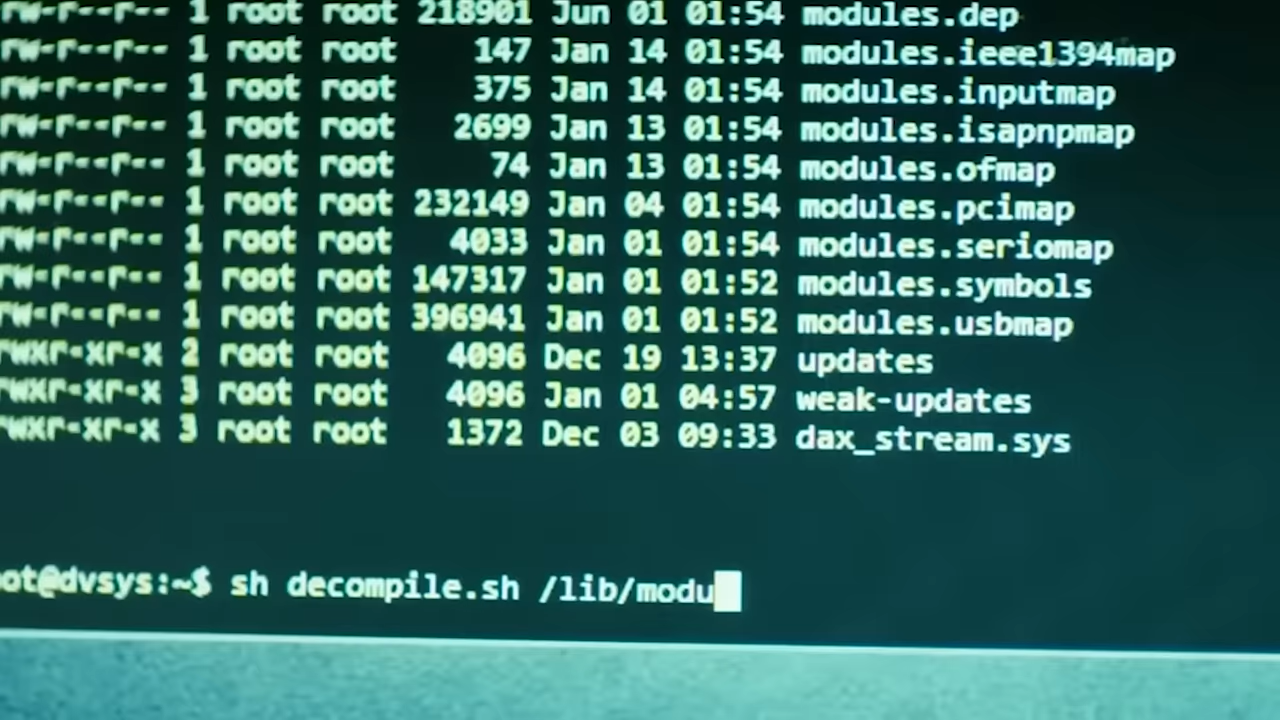 rw-r--r-- 1 root root 218901 Jun 01 01:54 modules.dep
rw-r--r-- 1 root root 147 Jan 14 01:54 modules.ieee1394map
rw-r--r-- 1 root root 375 Jan 14 01:54 modules.inputmap
rw-r--r-- 1 root root 2699 Jan 13 01:54 modules.isapnpmap
rw-r--r-- 1 root root 74 Jan 13 01:54 modules.ofmap
rw-r--r-- 1 root root 232149 Jan 04 01:54 modules.pcimap
rw-r--r-- 1 root root 4033 Jan 01 01:54 modules.seriomap
rw-r--r-- 1 root root 147317 Jan 01 01:52 modules.symbols
rw-r--r-- 1 root root 396941 Jan 01 01:52 modules.usbmap
rwxr-xr-x 2 root root 4096 Dec 19 13:37 updates
rwxr-xr-x 3 root root 4096 Jan 01 04:57 weak-updates
rwxr-xr-x 3 root root 1372 Dec 03 09:33 dax_stream.sys
ot@dvsys:~$ sh decompile.sh /lib/modu